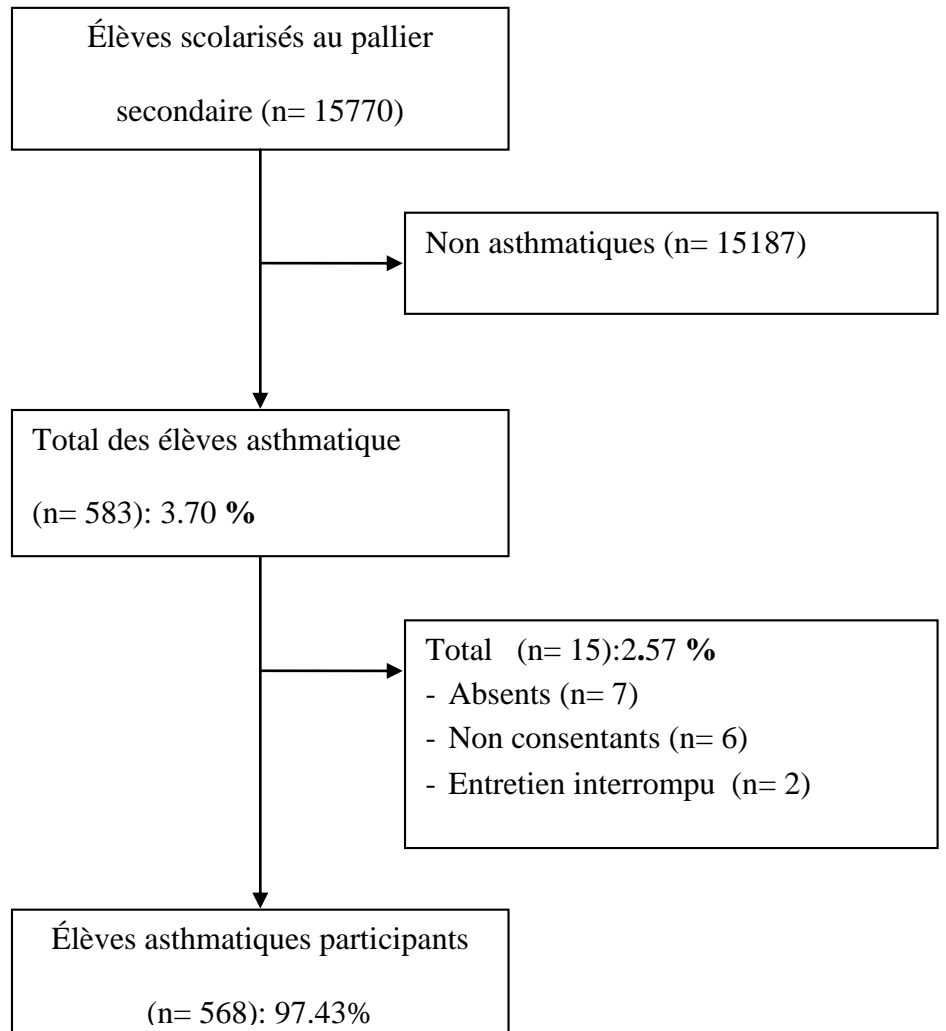 Élèves scolarisés au pallier
secondaire (n= 15770)
Non asthmatiques (n= 15187)
Total des élèves asthmatique
(n= 583): 3.70 %
Total (n= 15):2.57 %
- Absents (n= 7)
- Non consentants (n= 6)
- Entretien interrompu (n= 2)
Élèves asthmatiques participants
(n= 568): 97.43%